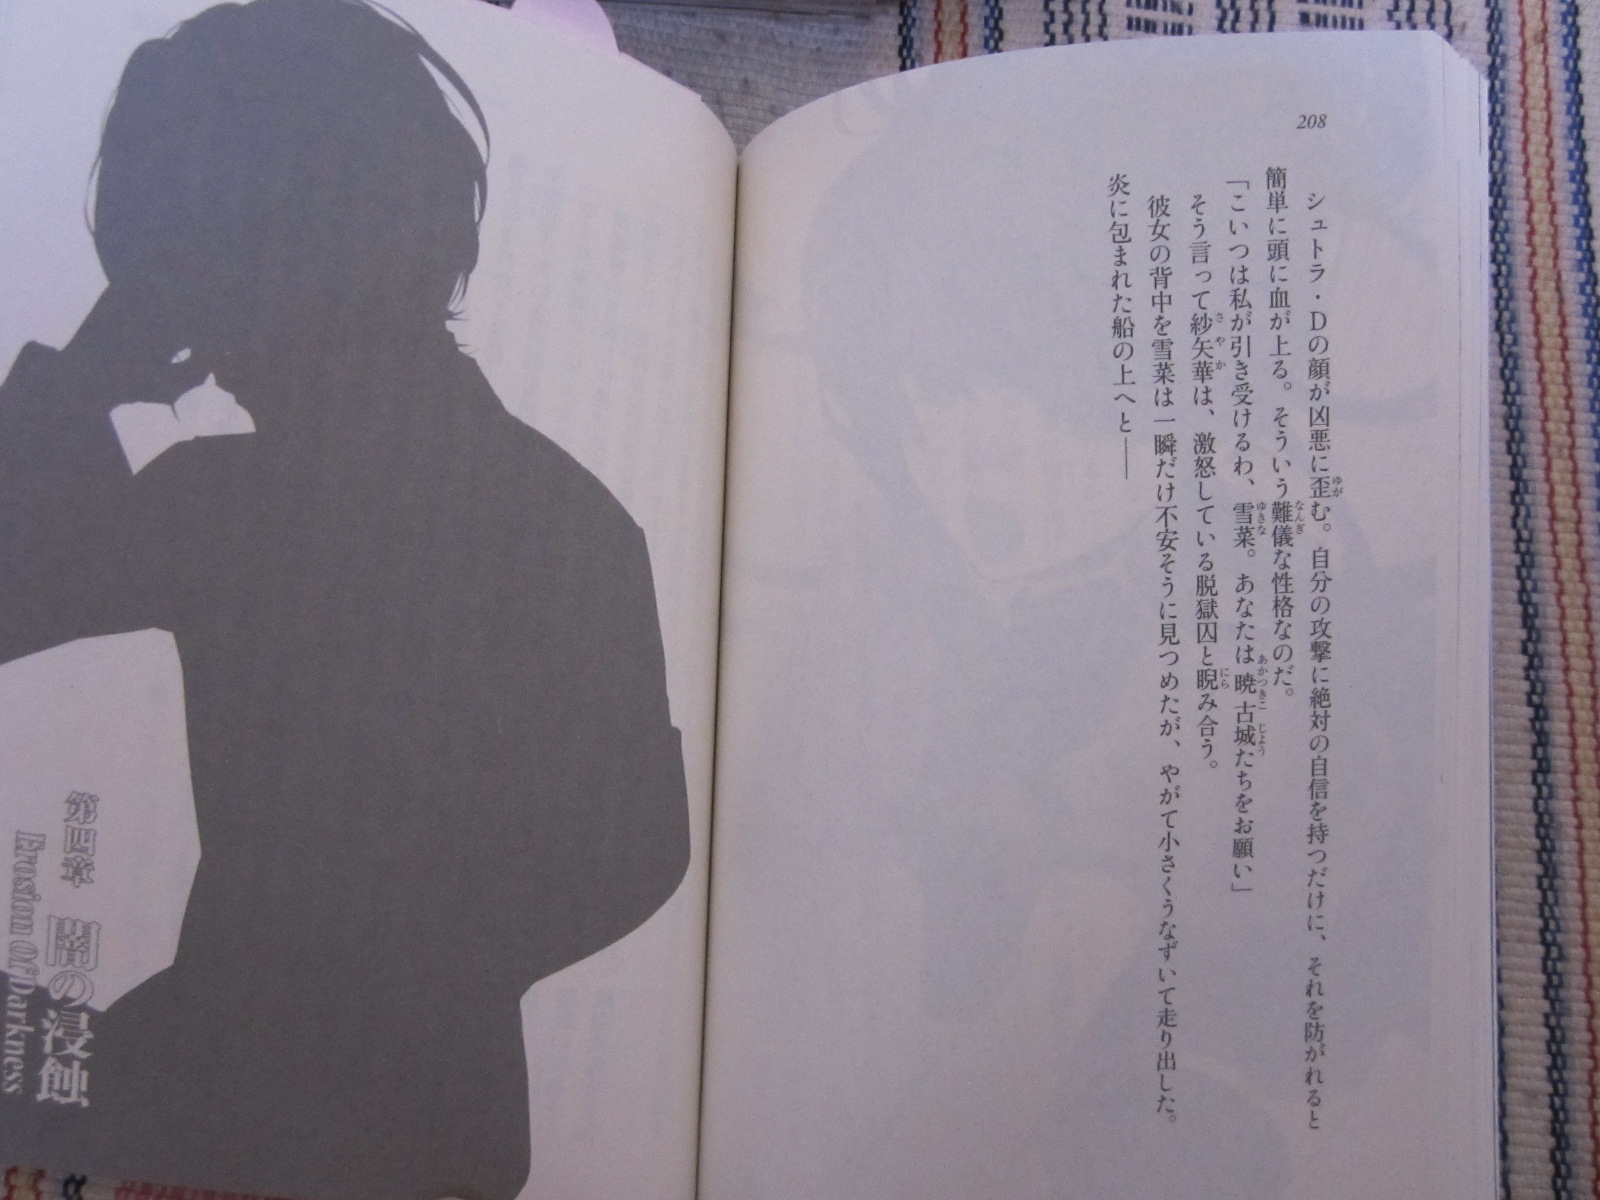 208
シュトラ・Dの顔が凶悪に歪む。自分の攻撃に絶対の自信を持つだけに、それを防がれると
簡単に頭に血が上る。そういう難儀な性格なのだ。
「こいつは私が引き受けるわ、雪菜。あなたは暁古城たちをお願い」
そう言って紗矢華は、激怒している脱獄囚と睨み合う。
彼女の背中を雪菜は一瞬だけ不安そうに見つめたが、やがて小さくうなずいて走り出した。
炎に包まれた船の上へと――
第四章
闇の浸蝕
Erosion Of Darkness